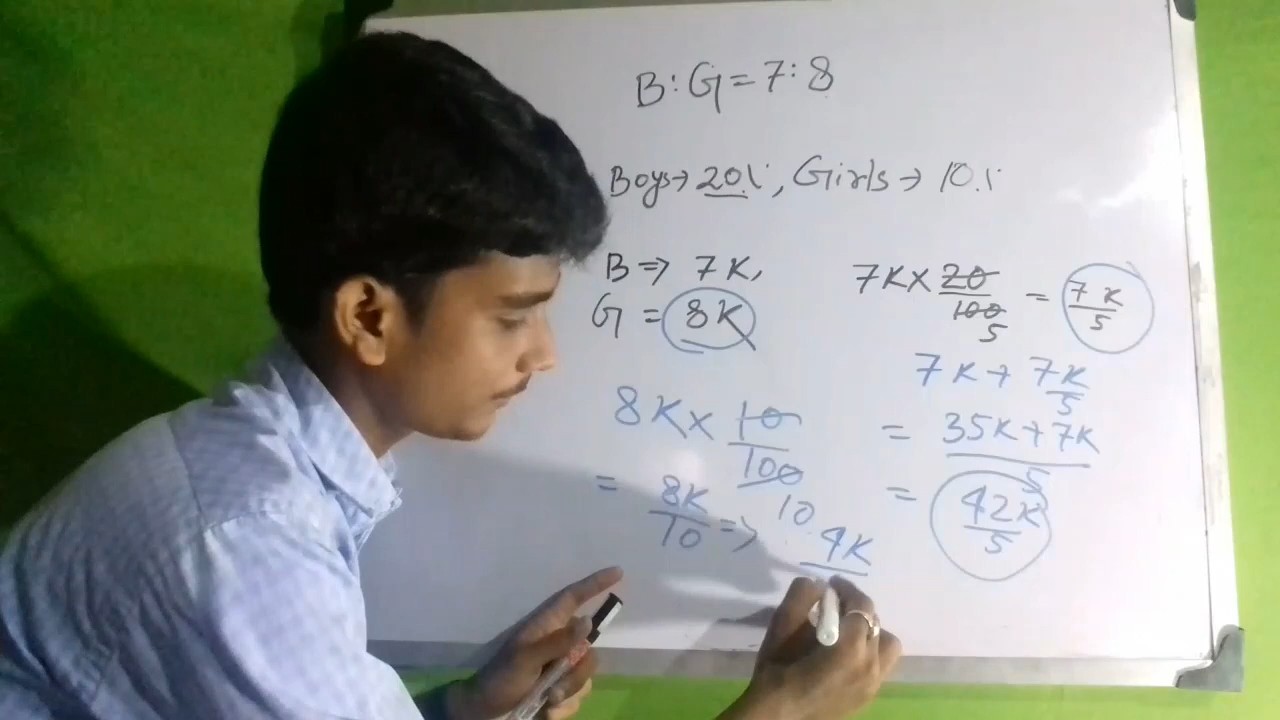 B:G=7:8
Boys→20%, Girls→10%
B⇒ 7K,
G = 8K
7K×20/100 5 = 7K/5
7K+7K/5
= 35K+7K/5
= 42K/5
8K×10/100 10
= 8K/10 ⇒ 4K